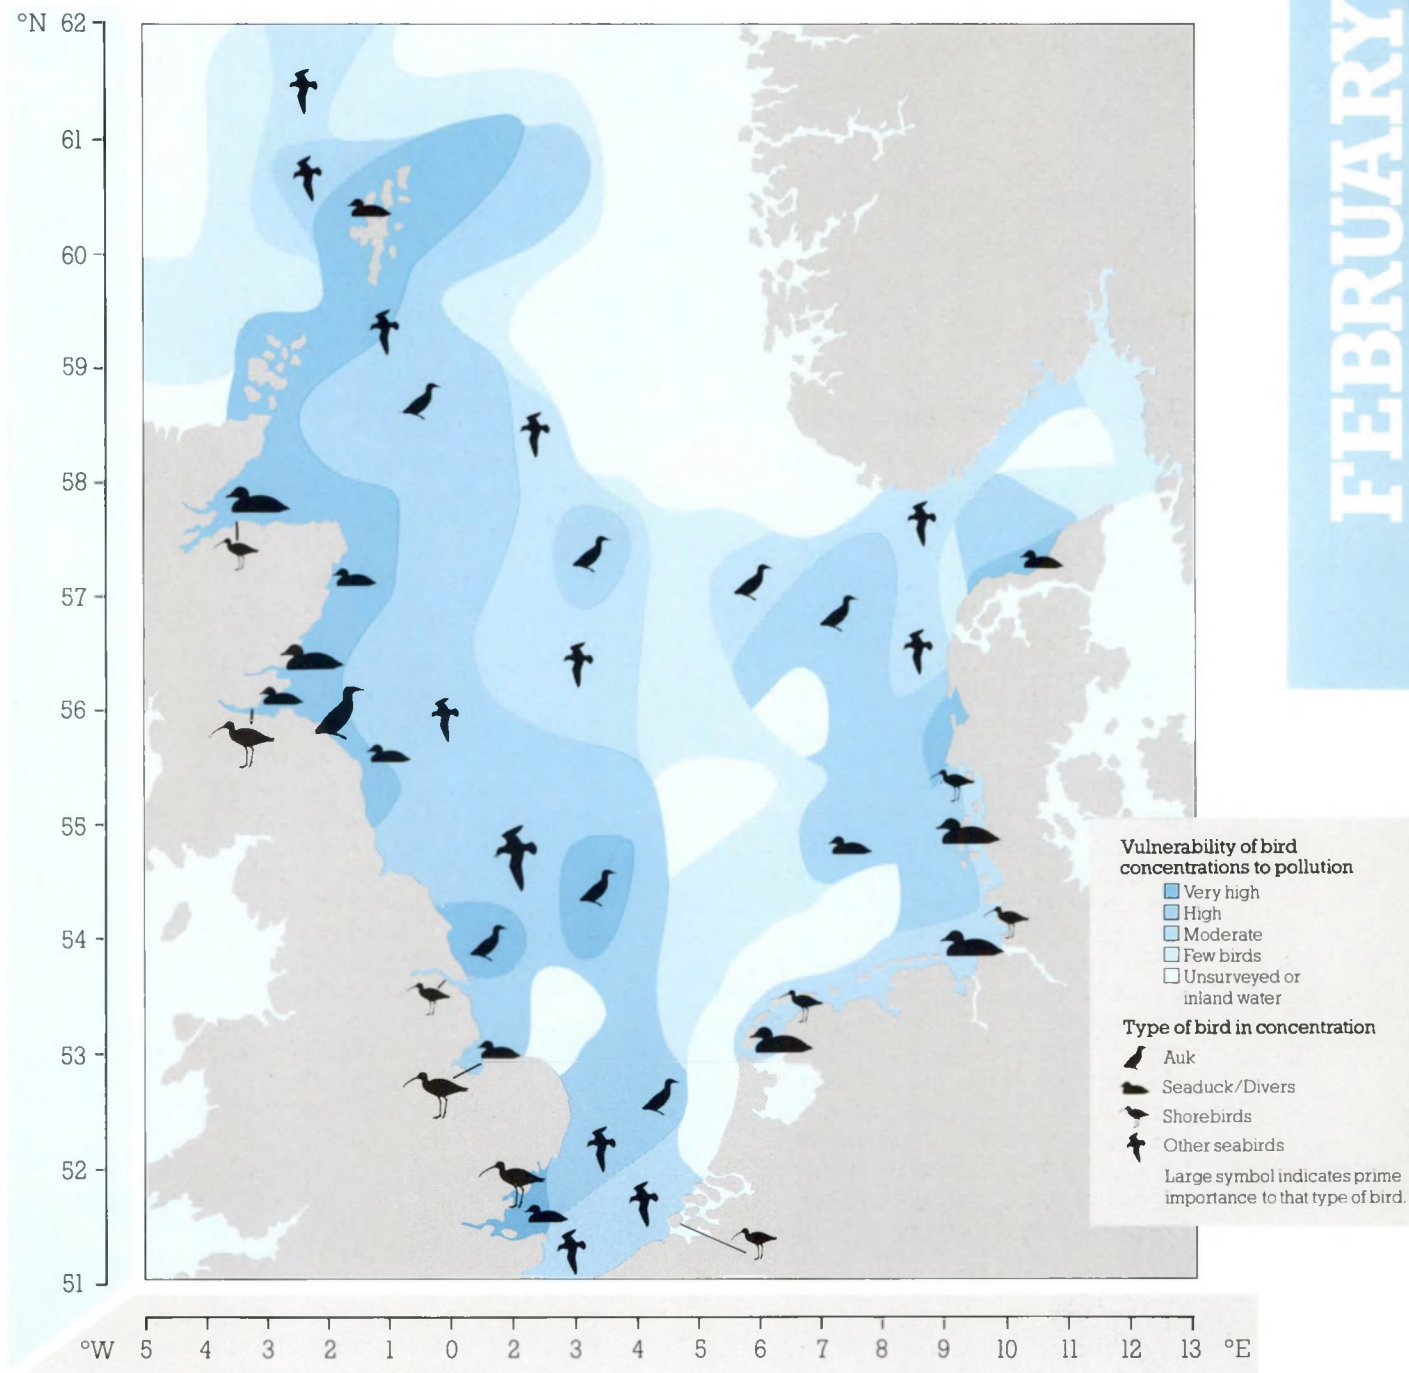 °N 62
61
60
59
58
57
56
55
54
53
52
51
FEBRUARY
Vulnerability of bird
concentrations to pollution
Very high
High
Moderate
Few birds
Unsurveyed or
inland water
Type of bird in concentration
Auk
Seaduck/Divers
Shorebirds
Other seabirds
Large symbol indicates prime
importance to that type of bird.
°W 5 4 3 2 1 0 2 3 4 5 6 7 8 9 10 11 12 13 °E